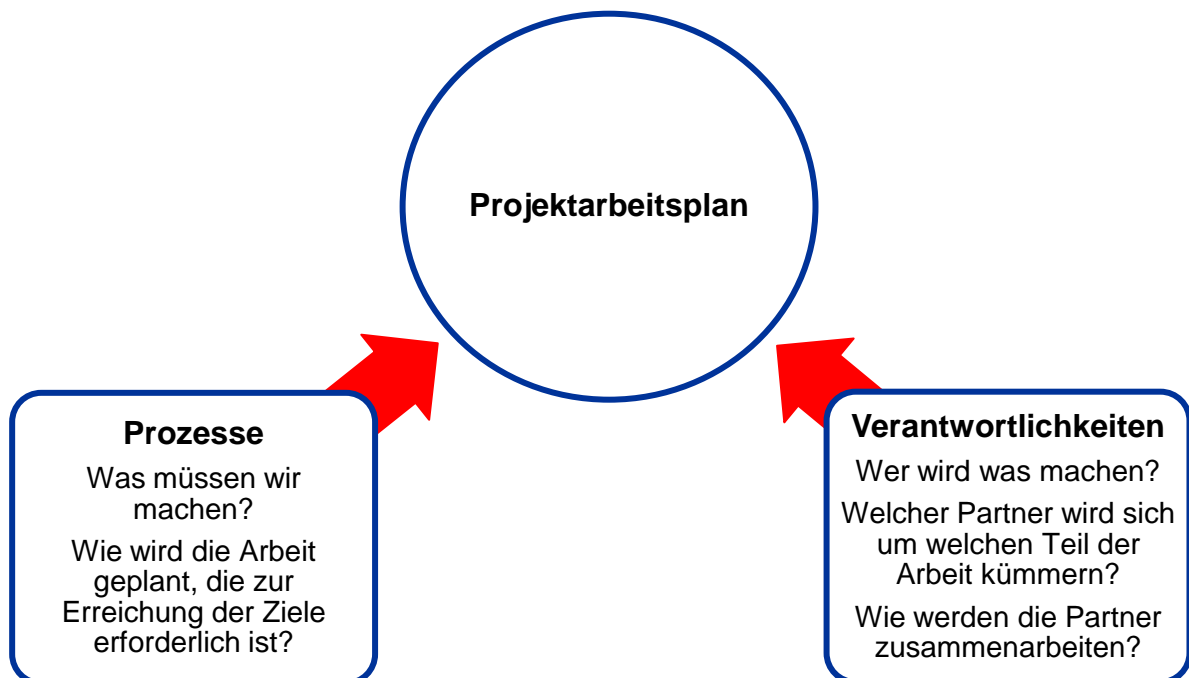 Projektarbeitsplan
Prozesse
Was müssen wir
machen?
Wie wird die Arbeit
geplant, die zur
Erreichung der Ziele
erforderlich ist?
Verantwortlichkeiten
Wer wird was machen?
Welcher Partner wird sich
um welchen Teil der
Arbeit kümmern?
Wie werden die Partner
zusammenarbeiten?